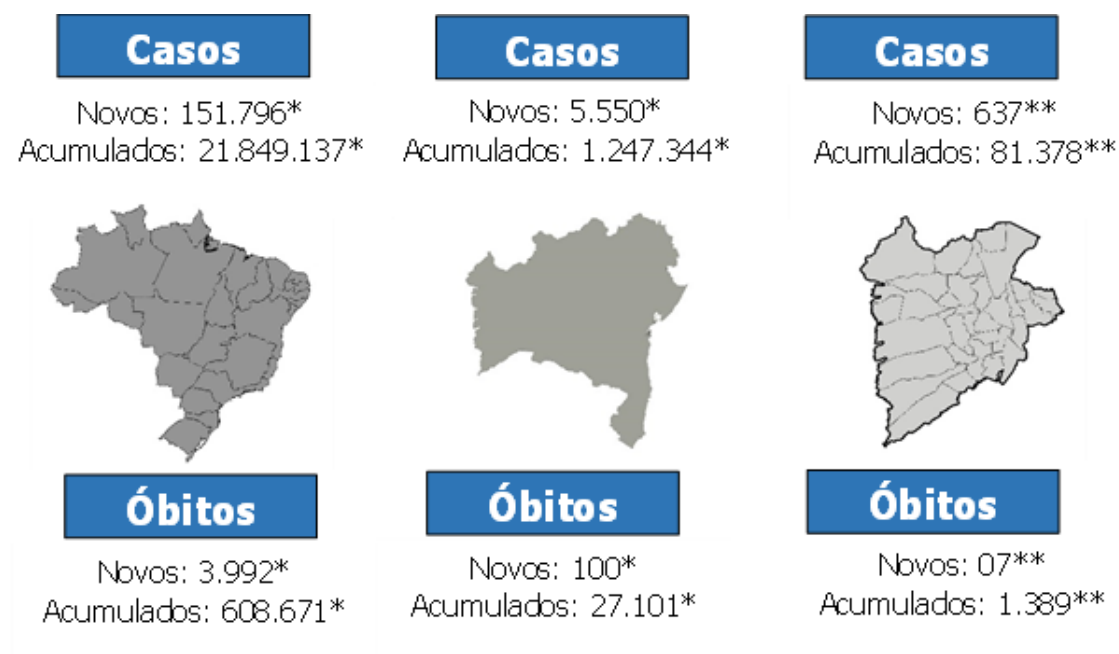 Casos
Novos: 151.796*
Acumulados: 21.849.137*
Óbitos
Novos: 3.992*
Acumulados: 608.671*
Casos
Novos: 5.550*
Acumulados: 1.247.344*
Óbitos
Novos: 100*
Acumulados: 27.101*
Casos
Novos: 637**
Acumulados: 81.378**
Óbitos
Novos: 07**
Acumulados: 1.389**